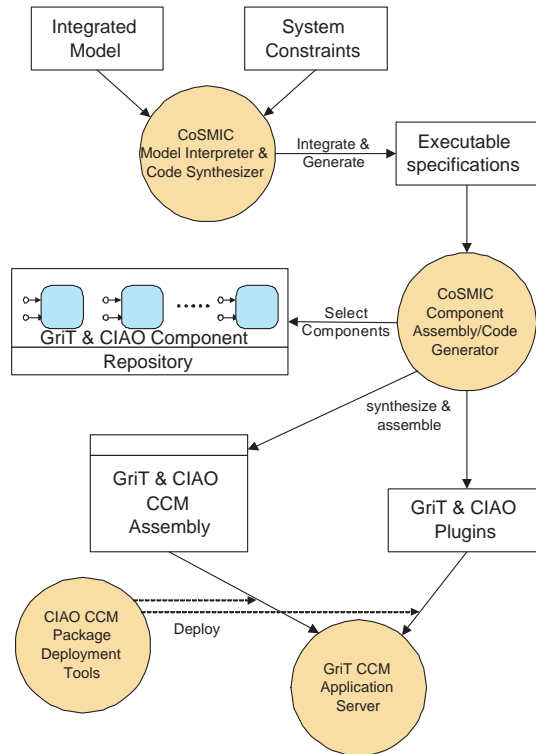 Integrated
Model
System
Constraints
CoSMIC
Model Interpreter &
Code Synthesizer
Integrate &
Generate
Executable
specifications
GriT & CIAO Component
Repository
Select
Components
CoSMIC
Component
Assembly/Code
Generator
synthesize &
assemble
GriT & CIAO
CCM
Assembly
GriT & CIAO
Plugins
CIAO CCM
Package
Deployment
Tools
Deploy
GriT CCM
Application
Server